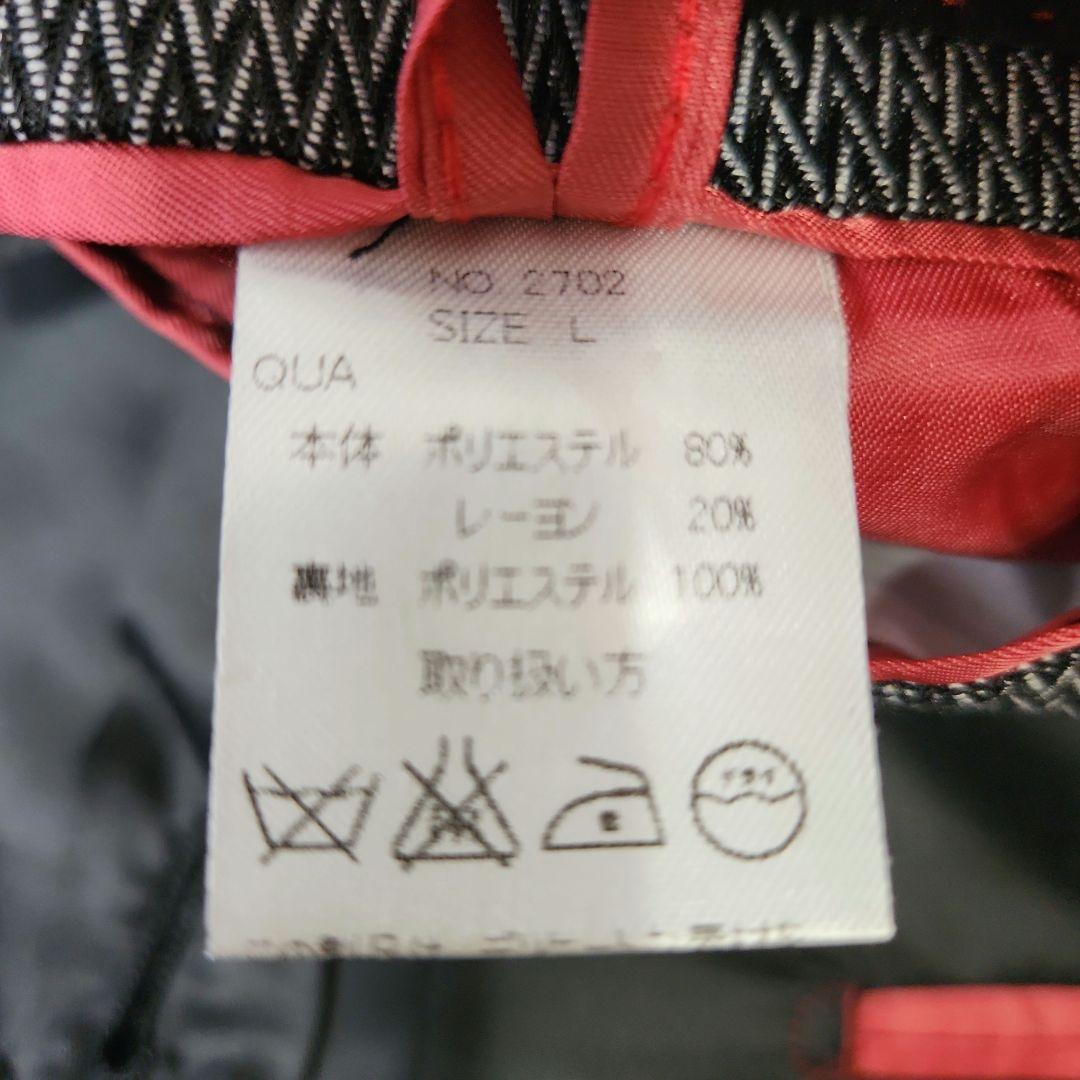 NO 2702
SIZE L
QUA
本体 ポリエステル 80%
レーヨン 20%
裏地 ポリエステル 100%
取り扱い方
ドライ